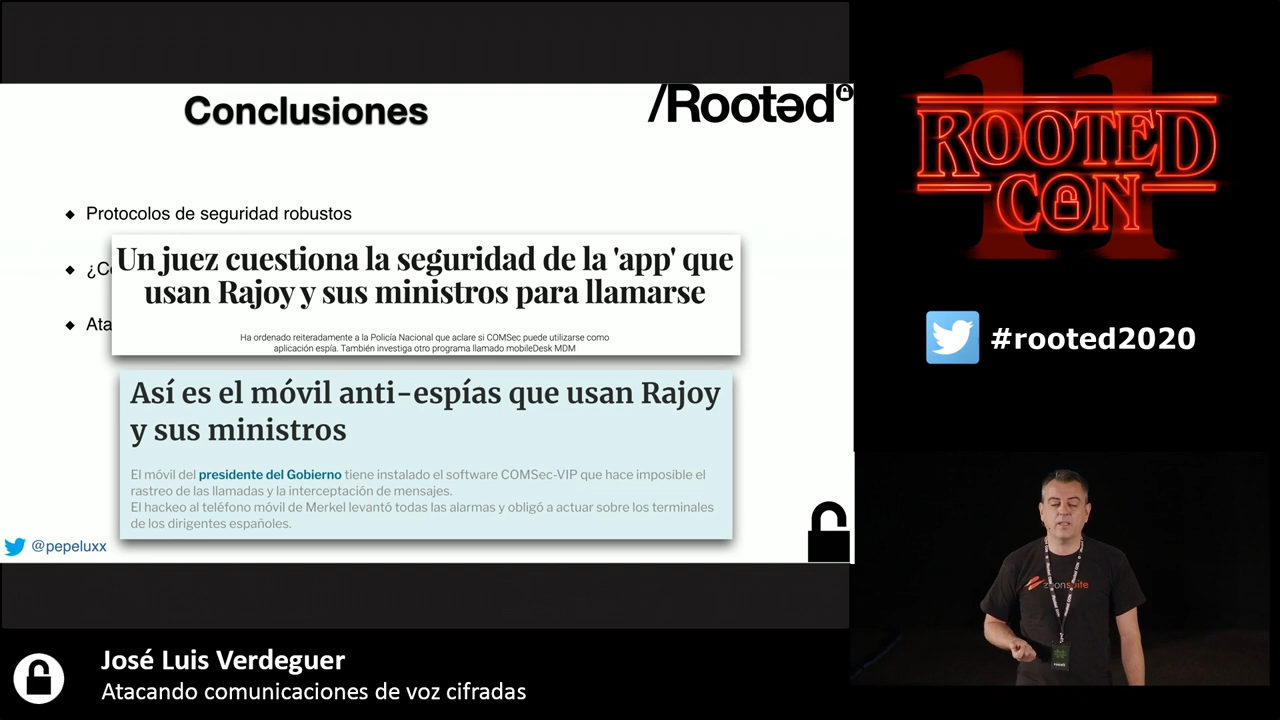 Conclusiones
/Rootəd
Protocolos de seguridad robustos
¿Co
Ata
Un juez cuestiona la seguridad de la 'app' que
usan Rajoy y sus ministros para llamarse
Ha ordenado reiteradamente a la Policía Nacional que aclare si COMSec puede utilizarse como
aplicación espía. También investiga otro programa llamado mobileDesk MDM
Así es el móvil anti-espías que usan Rajoy
y sus ministros
El móvil del presidente del Gobierno tiene instalado el software COMSec-VIP que hace imposible el
rastreo de las llamadas y la interceptación de mensajes.
El hackeo al teléfono móvil de Merkel levantó todas las alarmas y obligó a actuar sobre los terminales
de los dirigentes españoles.
@pepeluxx
11
ROOTED
CON
#rooted2020
José Luis Verdeguer
Atacando comunicaciones de voz cifradas